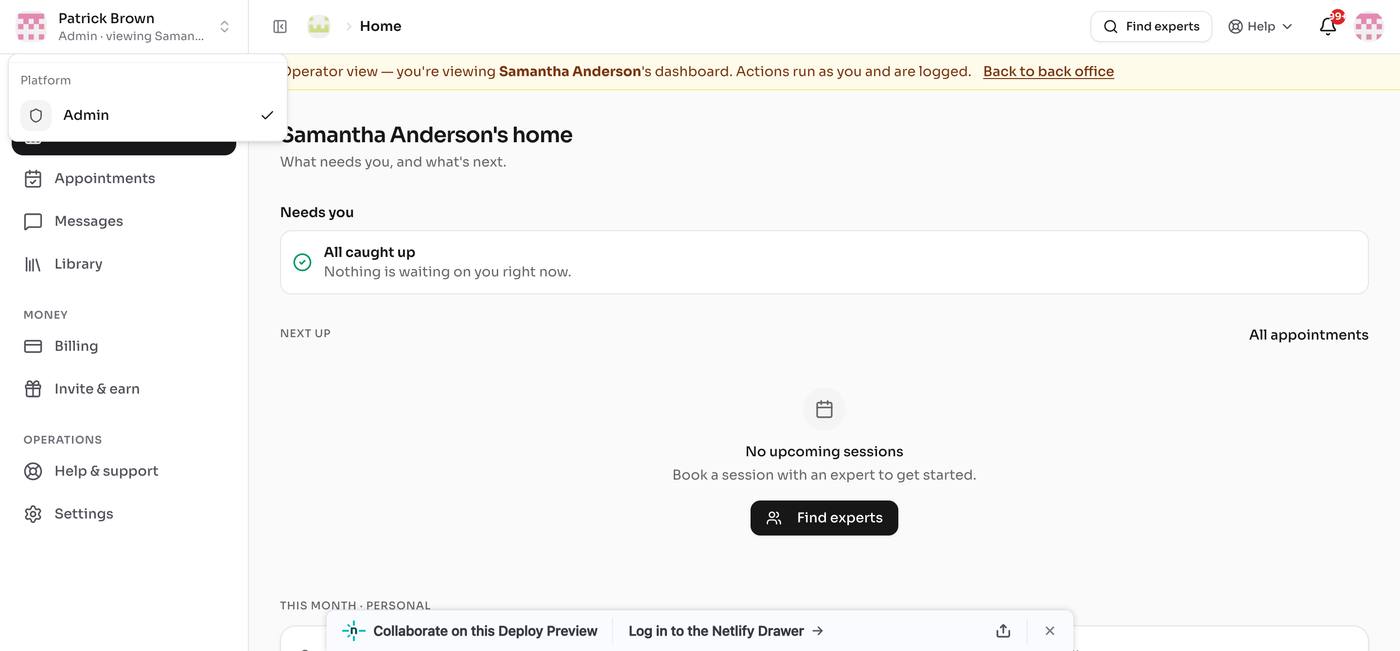 Patrick Brown
Admin · viewing Saman...
Home
Find experts
Help
99+
Platform
Admin
Operator view — you're viewing Samantha Anderson's dashboard. Actions run as you and are logged. Back to back office
Samantha Anderson's home
What needs you, and what's next.
Appointments
Messages
Library
MONEY
Billing
Invite & earn
OPERATIONS
Help & support
Settings
Needs you
All caught up
Nothing is waiting on you right now.
NEXT UP
All appointments
No upcoming sessions
Book a session with an expert to get started.
Find experts
THIS MONTH · PERSONAL
Collaborate on this Deploy Preview
Log in to the Netlify Drawer →